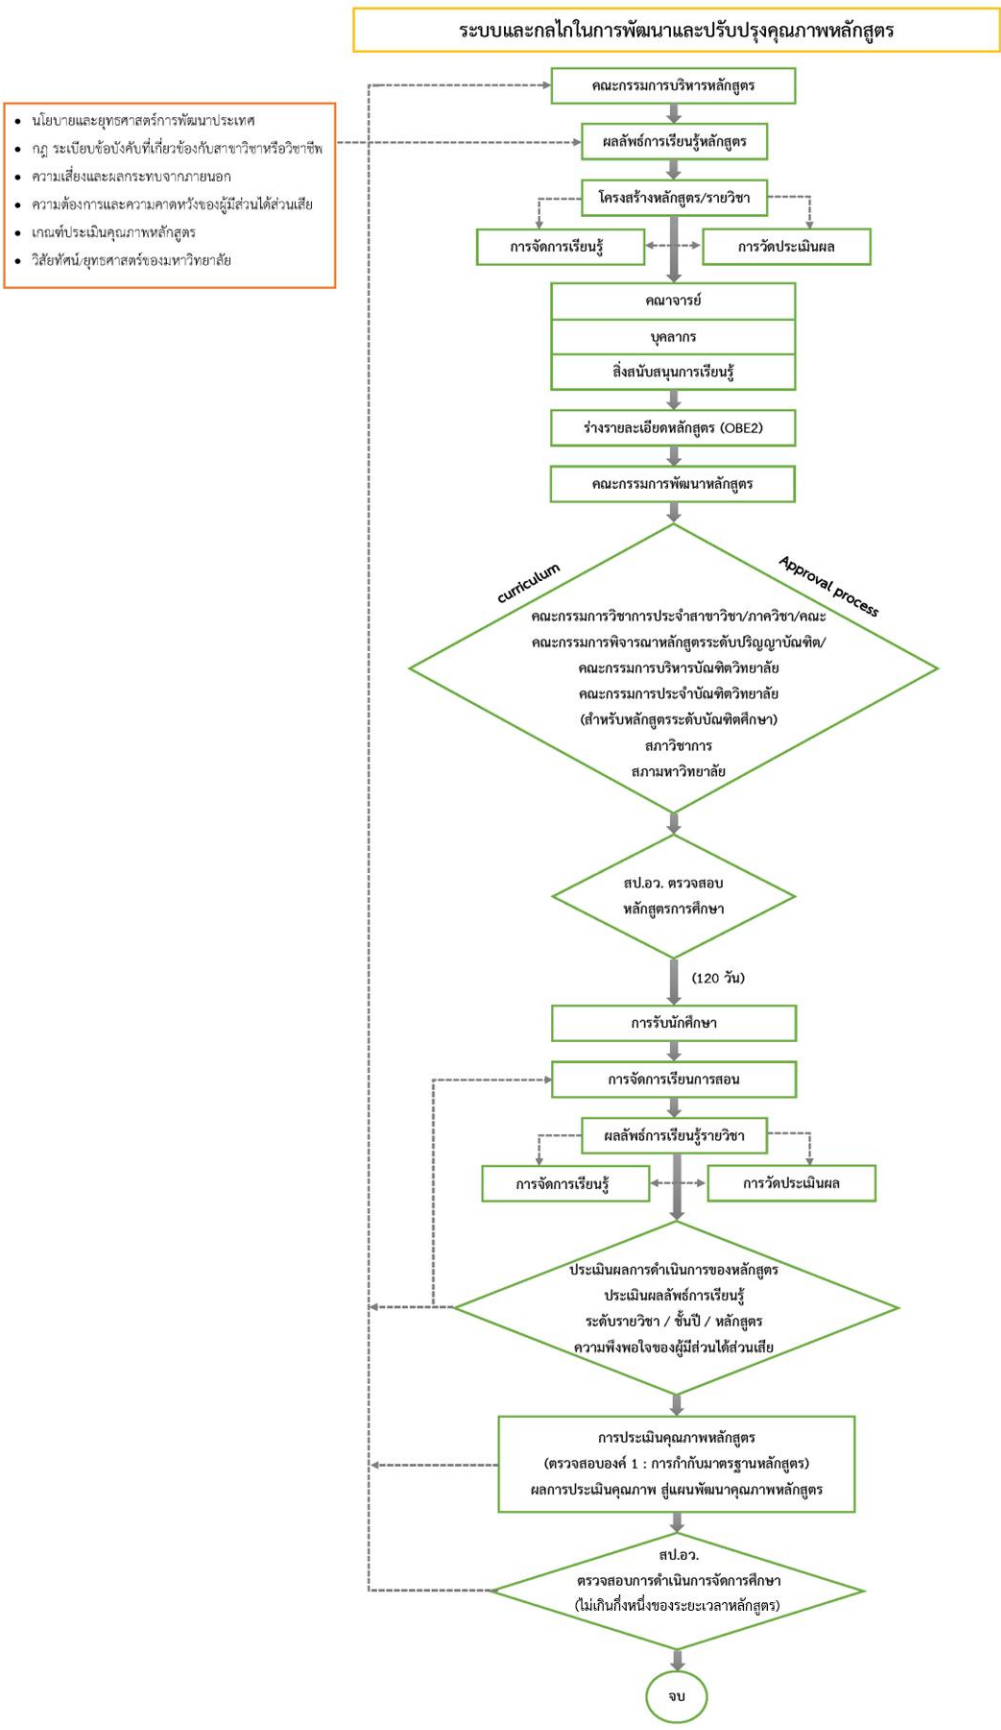 ระบบและกลไกในการพัฒนาและปรับปรุงคุณภาพหลักสูตร
คณะกรรมการบริหารหลักสูตร
• นโยบายและยุทธศาสตร์การพัฒนาประเทศ
• กฎ ระเบียบข้อบังคับที่เกี่ยวข้องกับสาขาวิชาหรือวิชาชีพ
• ความเสี่ยงและผลกระทบจากภายนอก
• ความต้องการและความคาดหวังของผู้มีส่วนได้ส่วนเสีย
• เกณฑ์ประเมินคุณภาพหลักสูตร
• วิสัยทัศน์/ยุทธศาสตร์ของมหาวิทยาลัย
ผลลัพธ์การเรียนรู้หลักสูตร
โครงสร้างหลักสูตร/รายวิชา
การจัดการเรียนรู้
การวัดประเมินผล
คณาจารย์
บุคลากร
สิ่งสนับสนุนการเรียนรู้
ร่างรายละเอียดหลักสูตร (OBE2)
คณะกรรมการพัฒนาหลักสูตร
curriculum
Approval process
คณะกรรมการวิชาการประจำสาขาวิชา/ภาควิชา/คณะ
คณะกรรมการพิจารณาหลักสูตรระดับปริญญาบัณฑิต/
คณะกรรมการบริหารบัณฑิตวิทยาลัย
คณะกรรมการประจำบัณฑิตวิทยาลัย
(สำหรับหลักสูตรระดับบัณฑิตศึกษา)
สภาวิชาการ
สภามหาวิทยาลัย
สป.อว. ตรวจสอบ
หลักสูตรการศึกษา
(120 วัน)
การรับนักศึกษา
การจัดการเรียนการสอน
ผลลัพธ์การเรียนรู้รายวิชา
การจัดการเรียนรู้
การวัดประเมินผล
ประเมินผลการดำเนินการของหลักสูตร
ประเมินผลลัพธ์การเรียนรู้
ระดับรายวิชา / ชั้นปี / หลักสูตร
ความพึงพอใจของผู้มีส่วนได้ส่วนเสีย
การประเมินคุณภาพหลักสูตร
(ตรวจสอบองค์ 1 : การกำกับมาตรฐานหลักสูตร)
ผลการประเมินคุณภาพ สู่แผนพัฒนาคุณภาพหลักสูตร
สป.อว.
ตรวจสอบการดำเนินการจัดการศึกษา
(ไม่เกินกึ่งหนึ่งของระยะเวลาหลักสูตร)
จบ